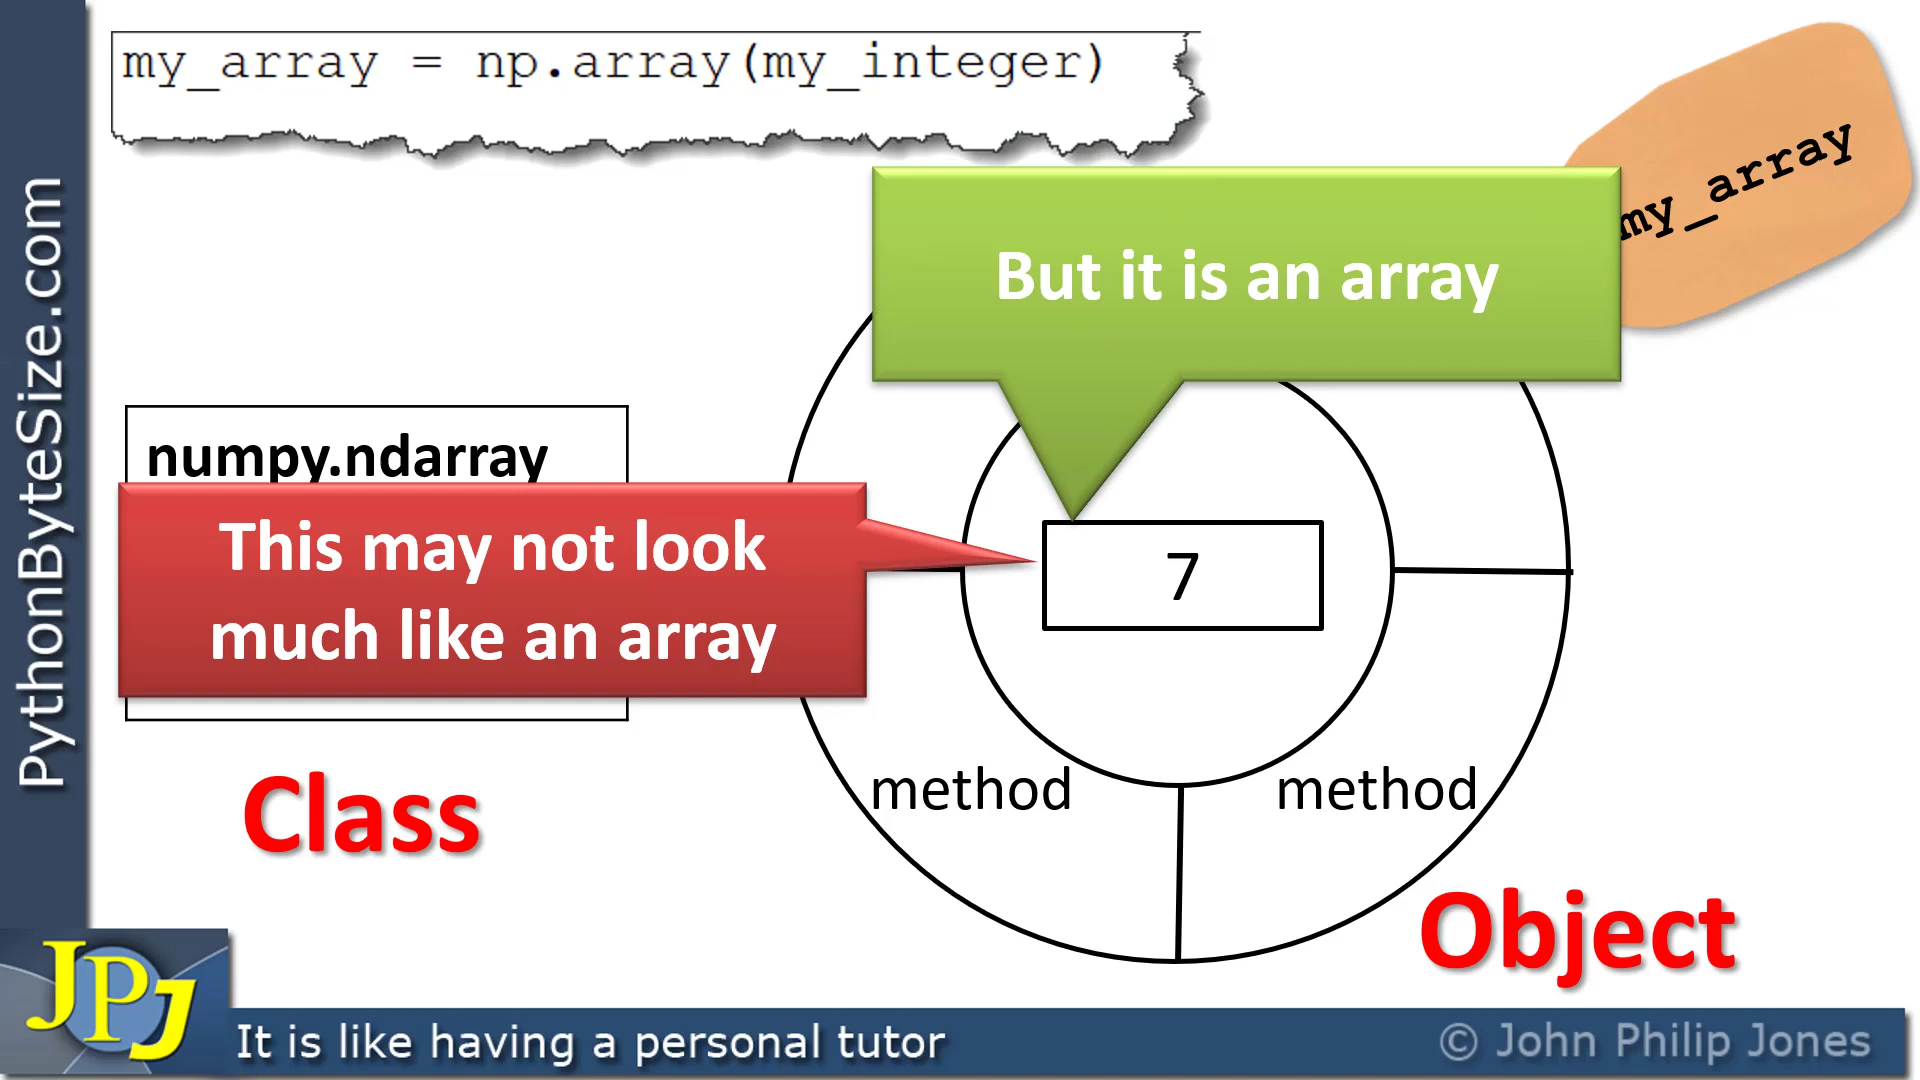 my_array = np.array(my_integer)
my_array
But it is an array
numpy.ndarray
This may not look
much like an array
7
method method
Class
Object
PythonByteSize.com
JPJ
It is like having a personal tutor
© John Philip Jones